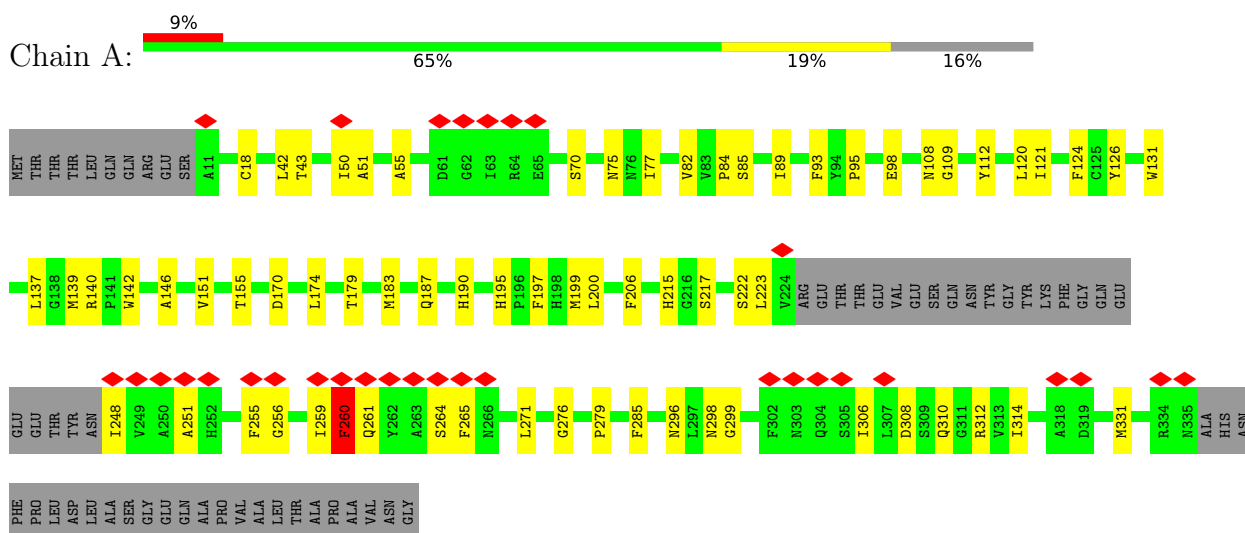 9%
Chain A:
65% 19% 16%
MET THR THR THR LEU GLN GLN ARG GLU SER A11 C18 L42 T43 I50 A51 A55 D61 G62 I63 R64 E65 S70 N75 N76 I77 V82 V83 P84 S85 I89 F93 Y94 P95 E98 N108 G109 Y112 L120 I121 F124 C125 Y126 W131
L137 G138 M139 R140 P141 W142 A146 V151 T155 D170 L174 T179 M183 Q187 H190 H195 P196 F197 H198 M199 L200 F206 H215 G216 S217 S222 L223 V224 ARG GLU THR THR GLU VAL GLU SER GLN ASN TYR GLY TYR LYS PHE GLY GLN GLU
GLU GLU THR TYR ASN I248 V249 A250 A251 H252 F255 G256 I259 F260 Q261 Y262 A263 S264 F265 N266 L271 G276 P279 F285 N296 L297 N298 G299 F302 N303 Q304 S305 I306 L307 D308 S309 Q310 G311 R312 V313 I314 A318 D319 M331 R334 N335 ALA HIS ASN
PHE PRO LEU ASP LEU ALA SER GLY GLU GLN ALA PRO VAL ALA LEU THR ALA PRO ALA VAL ASN GLY